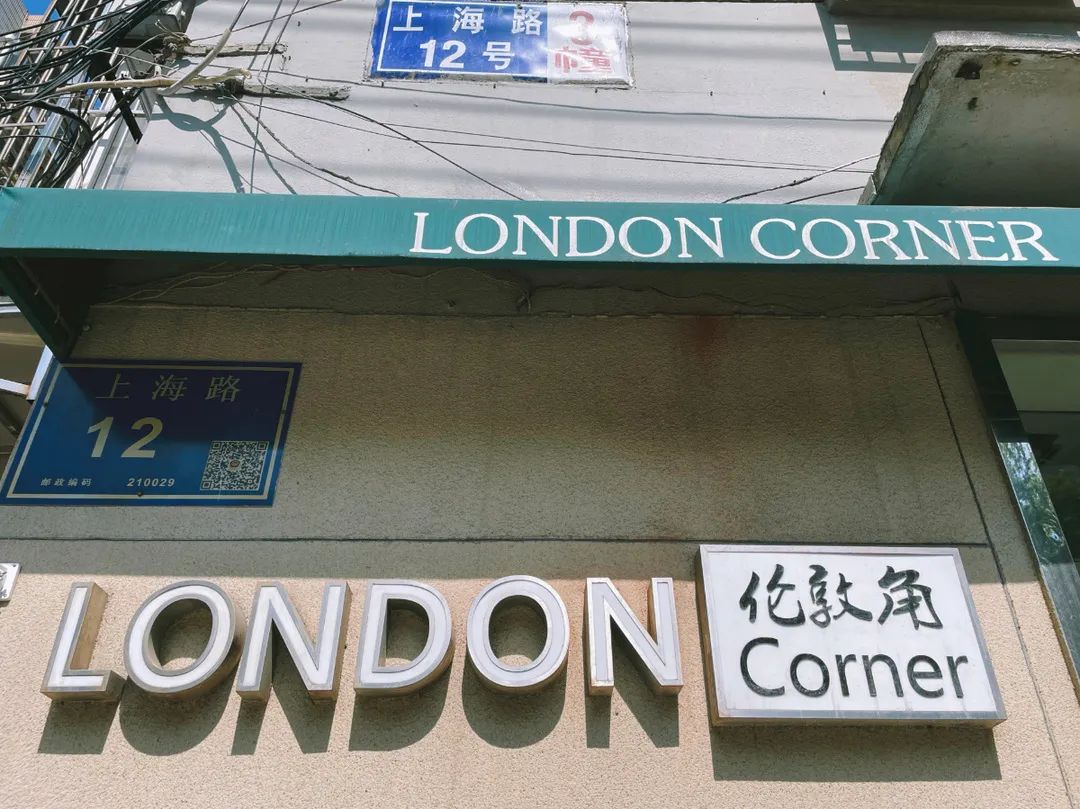 上海路
12号
3
幢
LONDON CORNER
上海路
12
邮政编码 210029
LONDON
伦敦角
Corner